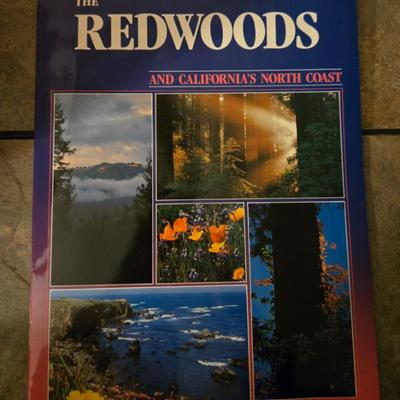 THE
REDWOODS
AND CALIFORNIA'S NORTH COAST